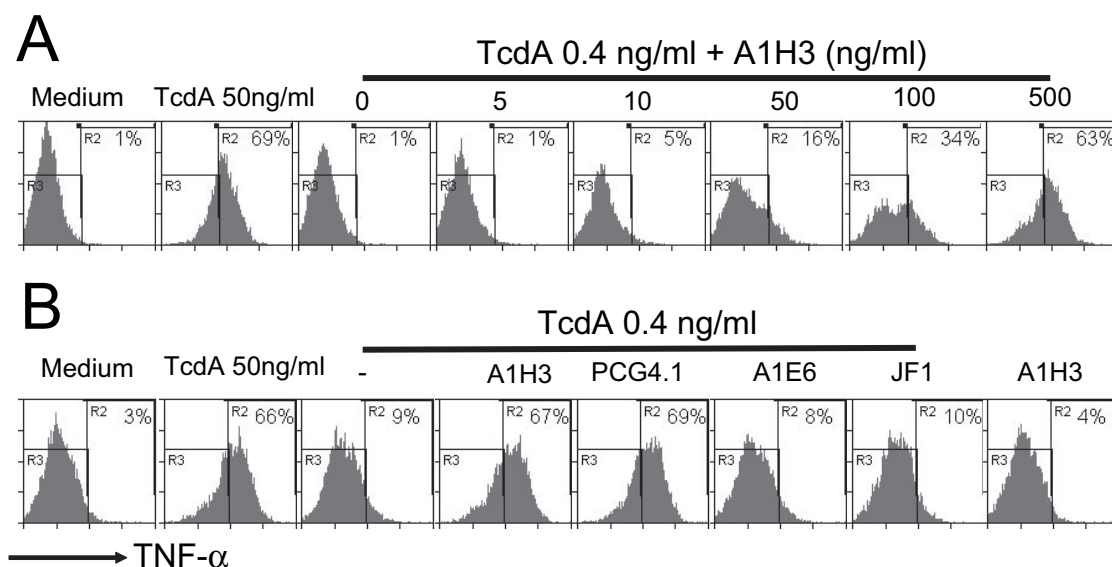 A
TcdA 0.4 ng/ml + A1H3 (ng/ml)
Medium TcdA 50ng/ml 0 5 10 50 100 500
R2 1% R2 69% R2 1% R2 1% R2 5% R2 16% R2 34% R2 63%
R3 R3 R3 R3 R3 R3 R3 R3
B
TcdA 0.4 ng/ml
Medium TcdA 50ng/ml - A1H3 PCG4.1 A1E6 JF1 A1H3
R2 3% R2 66% R2 9% R2 67% R2 69% R2 8% R2 10% R2 4%
R3 R3 R3 R3 R3 R3 R3 R3
TNF-α